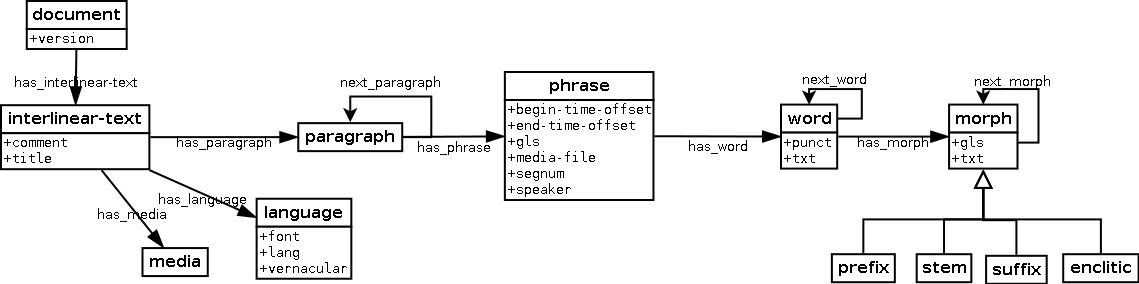 document
+version
has_interlinear-text
interlinear-text
+comment
+title
has_paragraph
next_paragraph
paragraph
has_phrase
phrase
+begin-time-offset
+end-time-offset
+gls
+media-file
+segnum
+speaker
has_word
next_word
word
+punct
+txt
has_morph
next_morph
morph
+gls
+txt
has_language
has_media
language
+font
+lang
+vernacular
media
prefix
stem
suffix
enclitic